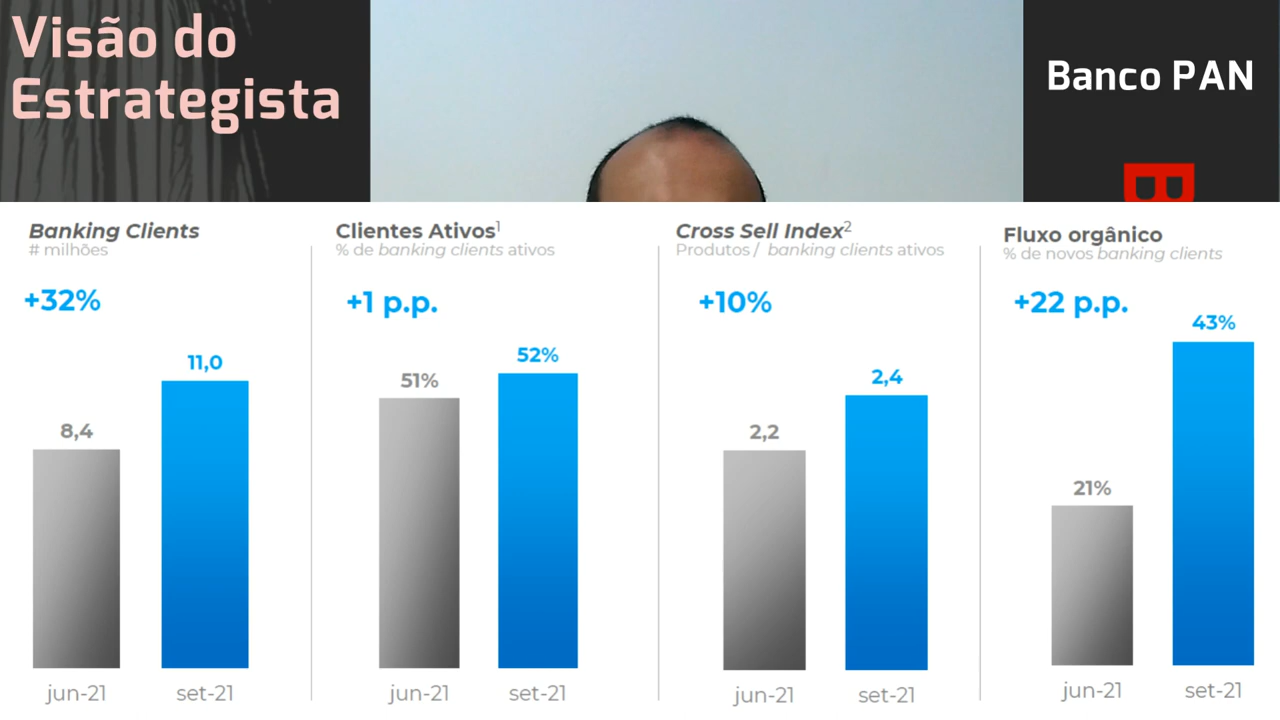 Visão do
Estrategista
Banco PAN
B
Banking Clients
# milhões
+32%
8,4
11,0
jun-21
set-21
Clientes Ativos¹
% de banking clients ativos
+1 p.p.
51%
52%
jun-21
set-21
Cross Sell Index²
Produtos / banking clients ativos
+10%
2,2
2,4
jun-21
set-21
Fluxo orgânico
% de novos banking clients
+22 p.p.
21%
43%
jun-21
set-21